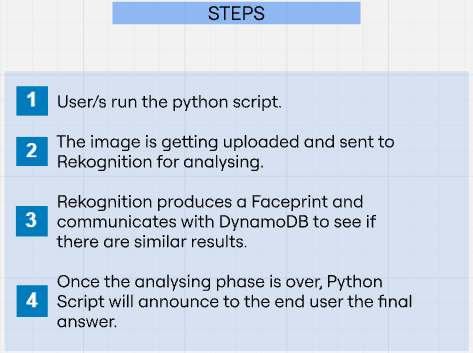 STEPS
1 User/s run the python script.
2 The image is getting uploaded and sent to
Rekognition for analysing.
3 Rekognition produces a Faceprint and
communicates with DynamoDB to see if
there are similar results.
4 Once the analysing phase is over, Python
Script will announce to the end user the final
answer.